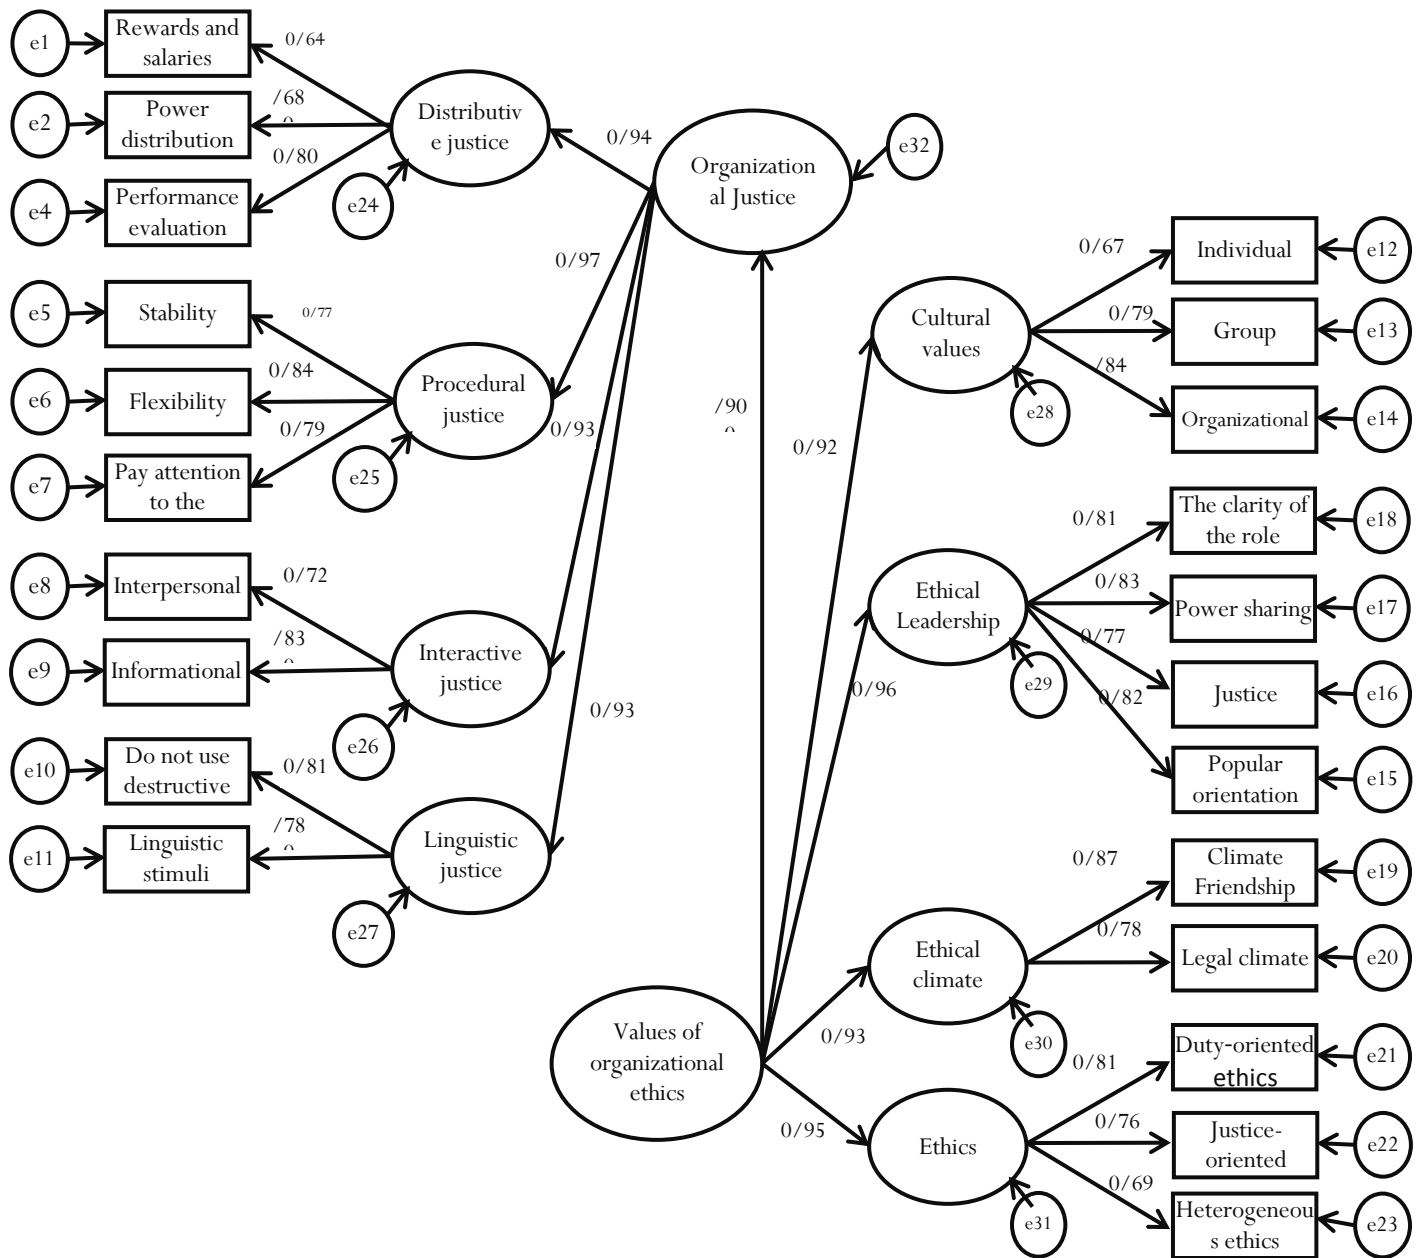 e1
Rewards and
salaries
0/64
e2
Power
distribution
/68
0
e4
Performance
evaluation
0/80
Distributiv
e justice
e24
0/94
Organization
al Justice
e32
e5
Stability
0/77
e6
Flexibility
0/84
e7
Pay attention
to the
0/79
Procedural
justice
e25
0/97
e8
Interpersonal
0/72
e9
Informational
/83
0
Interactive
justice
e26
0/93
e10
Do not use
destructive
0/81
e11
Linguistic
stimuli
/78
0
Linguistic
justice
e27
0/93
/90
0
Values of
organizational
ethics
0/92
Cultural
values
e28
0/67
Individual
e12
0/79
Group
e13
/84
Organizational
e14
0/96
Ethical
Leadership
e29
0/81
The clarity of
the role
e18
0/83
Power sharing
e17
0/77
Justice
e16
0/82
Popular
orientation
e15
0/93
Ethical
climate
e30
0/87
Climate
Friendship
e19
0/78
Legal climate
e20
0/95
Ethics
e31
0/81
Duty-oriented
ethics
e21
0/76
Justice-
oriented
e22
0/69
Heterogeneou
s ethics
e23